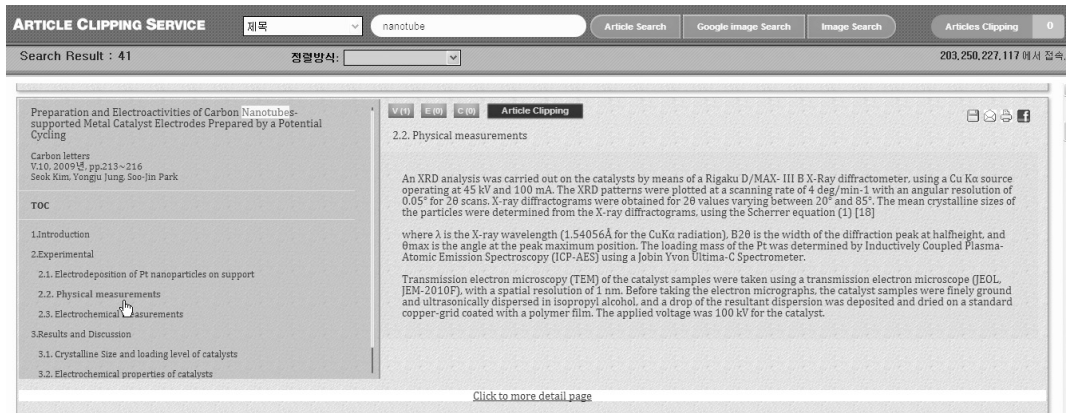 ARTICLE CLIPPING SERVICE
제목
nanotube
Article Search
Google image Search
Image Search
Articles Clipping
0
Search Result : 41
정렬방식:
203,250,227,117 에서 접속.
Preparation and Electroactivities of Carbon Nanotubes-
supported Metal Catalyst Electrodes Prepared by a Potential
Cycling
Carbon letters
V.10, 2009년, pp.213~216
Seok Kim, Yongju Jung, Soo-Jin Park
TOC
1.Introduction
2.Experimental
2.1. Electrodeposition of Pt nanoparticles on support
2.2. Physical measurements
2.3. Electrochemical measurements
3.Results and Discussion
3.1. Crystalline Size and loading level of catalysts
3.2. Electrochemical properties of catalysts
V (1)
E (0)
C (0)
Article Clipping
2.2. Physical measurements
An XRD analysis was carried out on the catalysts by means of a Rigaku D/MAX- III B X-Ray diffractometer, using a Cu Kα source
operating at 45 kV and 100 mA. The XRD patterns were plotted at a scanning rate of 4 deg/min-1 with an angular resolution of
0.05° for 2θ scans. X-ray diffractograms were obtained for 2θ values varying between 20° and 85°. The mean crystalline sizes of
the particles were determined from the X-ray diffractograms, using the Scherrer equation (1) [18]
where λ is the X-ray wavelength (1.54056Å for the CuKα radiation). B2θ is the width of the diffraction peak at halfheight, and
θmax is the angle at the peak maximum position. The loading mass of the Pt was determined by Inductively Coupled Plasma-
Atomic Emission Spectroscopy (ICP-AES) using a Jobin Yvon Ultima-C Spectrometer.
Transmission electron microscopy (TEM) of the catalyst samples were taken using a transmission electron microscope (JEOL,
JEM-2010F), with a spatial resolution of 1 nm. Before taking the electron micrographs, the catalyst samples were finely ground
and ultrasonically dispersed in isopropyl alcohol, and a drop of the resultant dispersion was deposited and dried on a standard
copper-grid coated with a polymer film. The applied voltage was 100 kV for the catalyst.
Click to more detail page